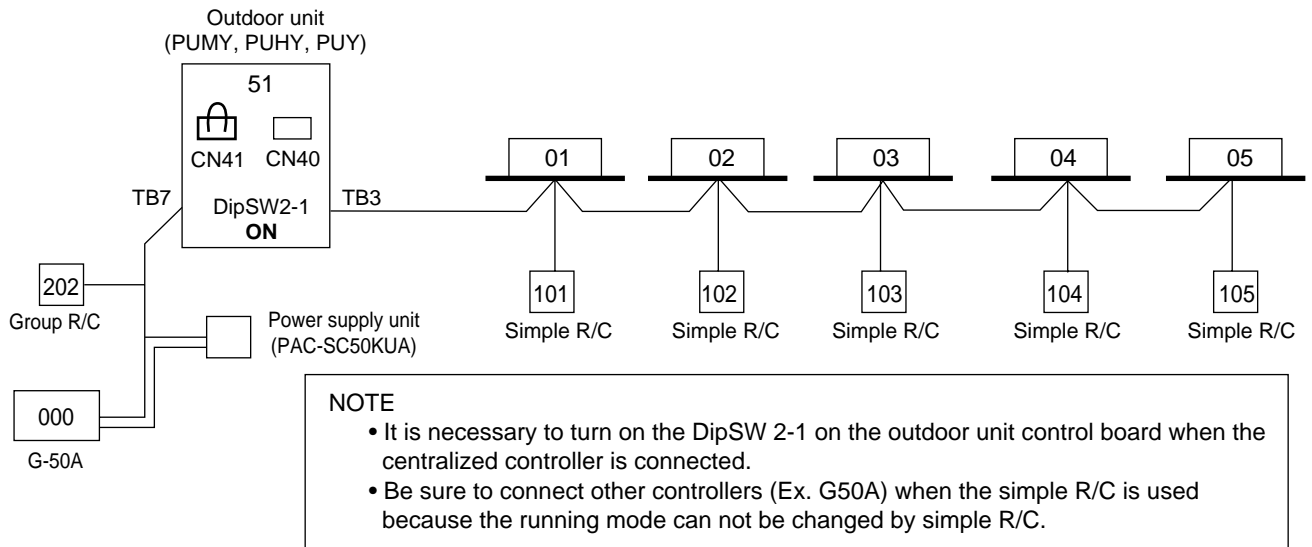 Outdoor unit
(PUMY, PUHY, PUY)
51
CN41 CN40
TB7
DipSW2-1
ON
TB3
01
02
03
04
05
101
102
103
104
105
Simple R/C
Simple R/C
Simple R/C
Simple R/C
Simple R/C
202
Group R/C
Power supply unit
(PAC-SC50KUA)
000
G-50A
NOTE
• It is necessary to turn on the DipSW 2-1 on the outdoor unit control board when the
centralized controller is connected.
• Be sure to connect other controllers (Ex. G50A) when the simple R/C is used
because the running mode can not be changed by simple R/C.